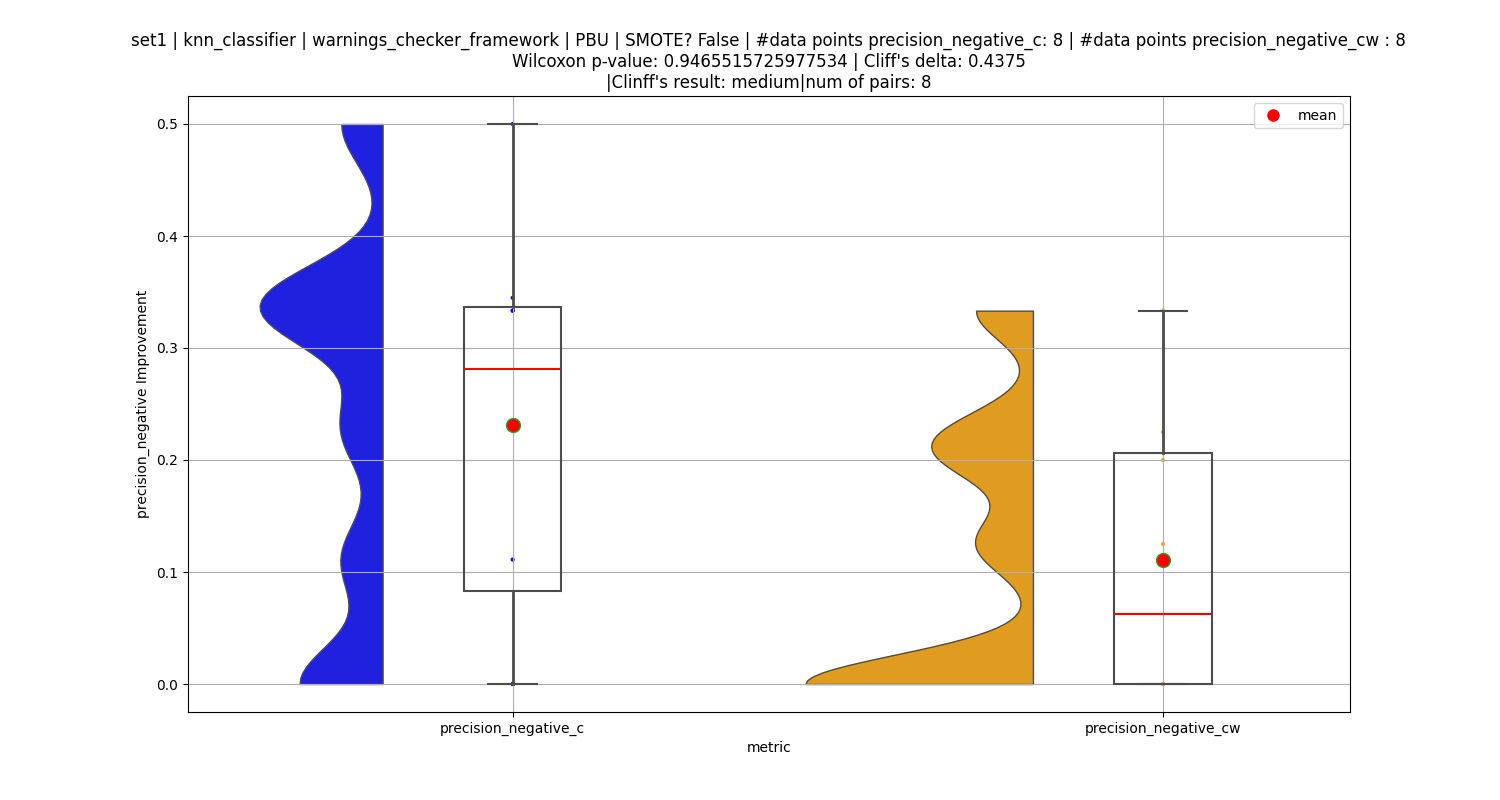 set1 | knn_classifier | warnings_checker_framework | PBU | SMOTE? False | #data points precision_negative_c: 8 | #data points precision_negative_cw : 8
Wilcoxon p-value: 0.9465515725977534 | Cliff's delta: 0.4375
|Clinff's result: medium|num of pairs: 8
mean
0.5
0.4
0.3
0.2
0.1
0.0
precision_negative Improvement
precision_negative_c
precision_negative_cw
metric